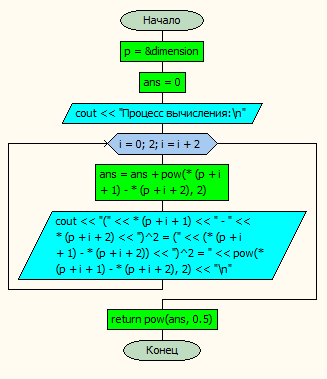 Начало
p = &dimension
ans = 0
cout << "Процесс вычисления:\n"
i = 0; 2; i = i + 2
ans = ans + pow(* (p + i
+ 1) - * (p + i + 2), 2)
cout << "(" << * (p + i + 1) << " - " <<
* (p + i + 2) << ")^2 = (" << (* (p + i
+ 1) - * (p + i + 2)) << ")^2 = " << pow(*
(p + i + 1) - * (p + i + 2), 2) << "\n"
return pow(ans, 0.5)
Конец